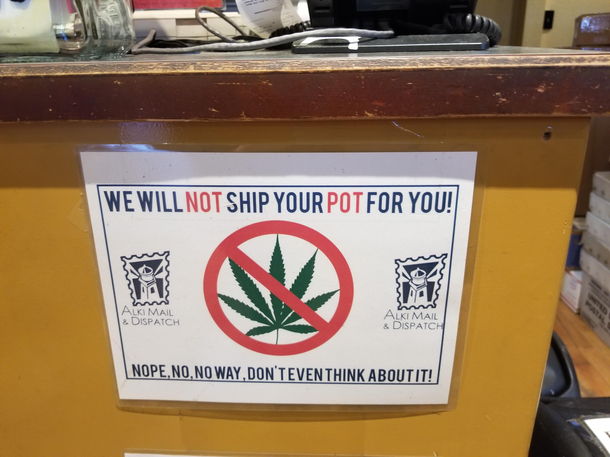 WE WILL NOT SHIP YOUR POT FOR YOU!
ALKI MAIL
& DISPATCH
ALKI MAIL
& DISPATCH
NOPE, NO, NO WAY, DON'T EVEN THINK ABOUT IT!